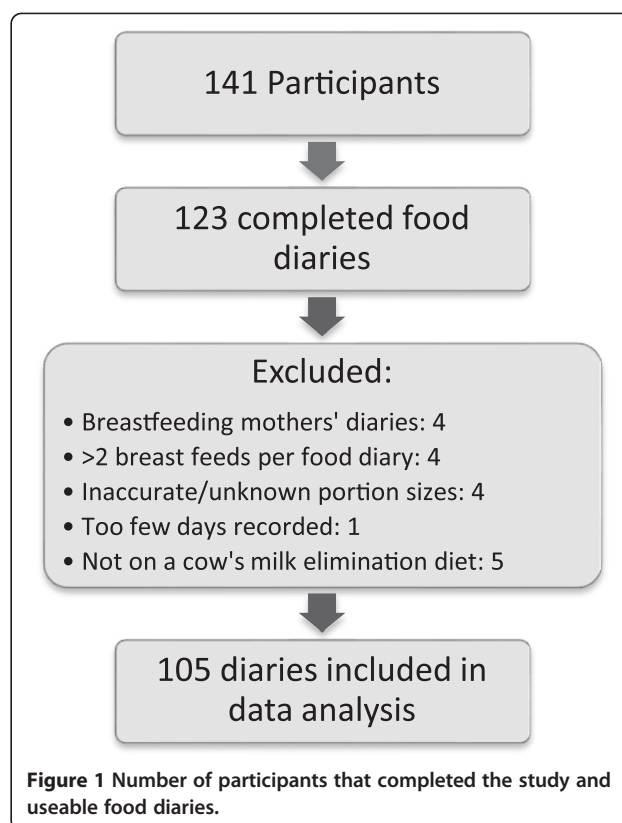 141 Participants
123 completed food
diaries
Excluded:
• Breastfeeding mothers' diaries: 4
• >2 breast feeds per food diary: 4
• Inaccurate/unknown portion sizes: 4
• Too few days recorded: 1
• Not on a cow's milk elimination diet: 5
105 diaries included in
data analysis
Figure 1 Number of participants that completed the study and
useable food diaries.